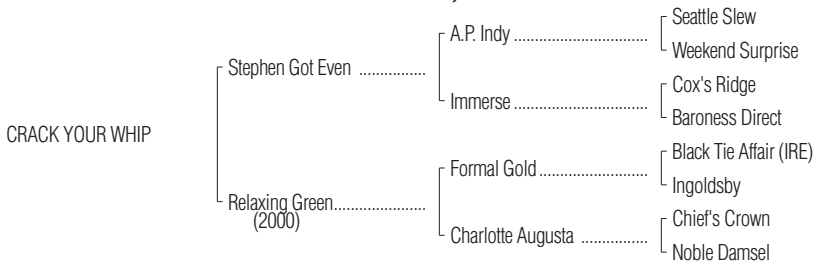 Seattle Slew
A.P. Indy ................................
Weekend Surprise
Stephen Got Even ................
Cox's Ridge
Immerse ................................
Baroness Direct
CRACK YOUR WHIP
Black Tie Affair (IRE)
Formal Gold..........................
Ingoldsby
Relaxing Green......................
(2000)
Chief's Crown
Charlotte Augusta ................
Noble Damsel